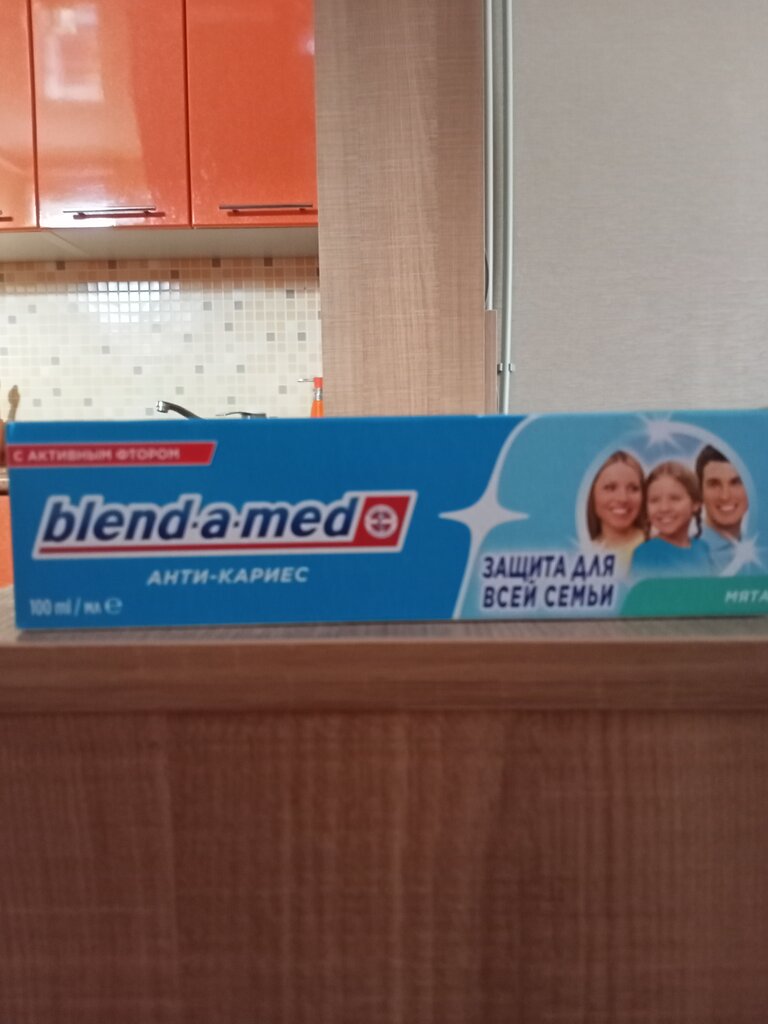 С АКТИВНЫМ ФТОРОМ
blend·a·med
АНТИ-КАРИЕС
100 ml / мл ℮
ЗАЩИТА ДЛЯ
ВСЕЙ СЕМЬИ
МЯТА